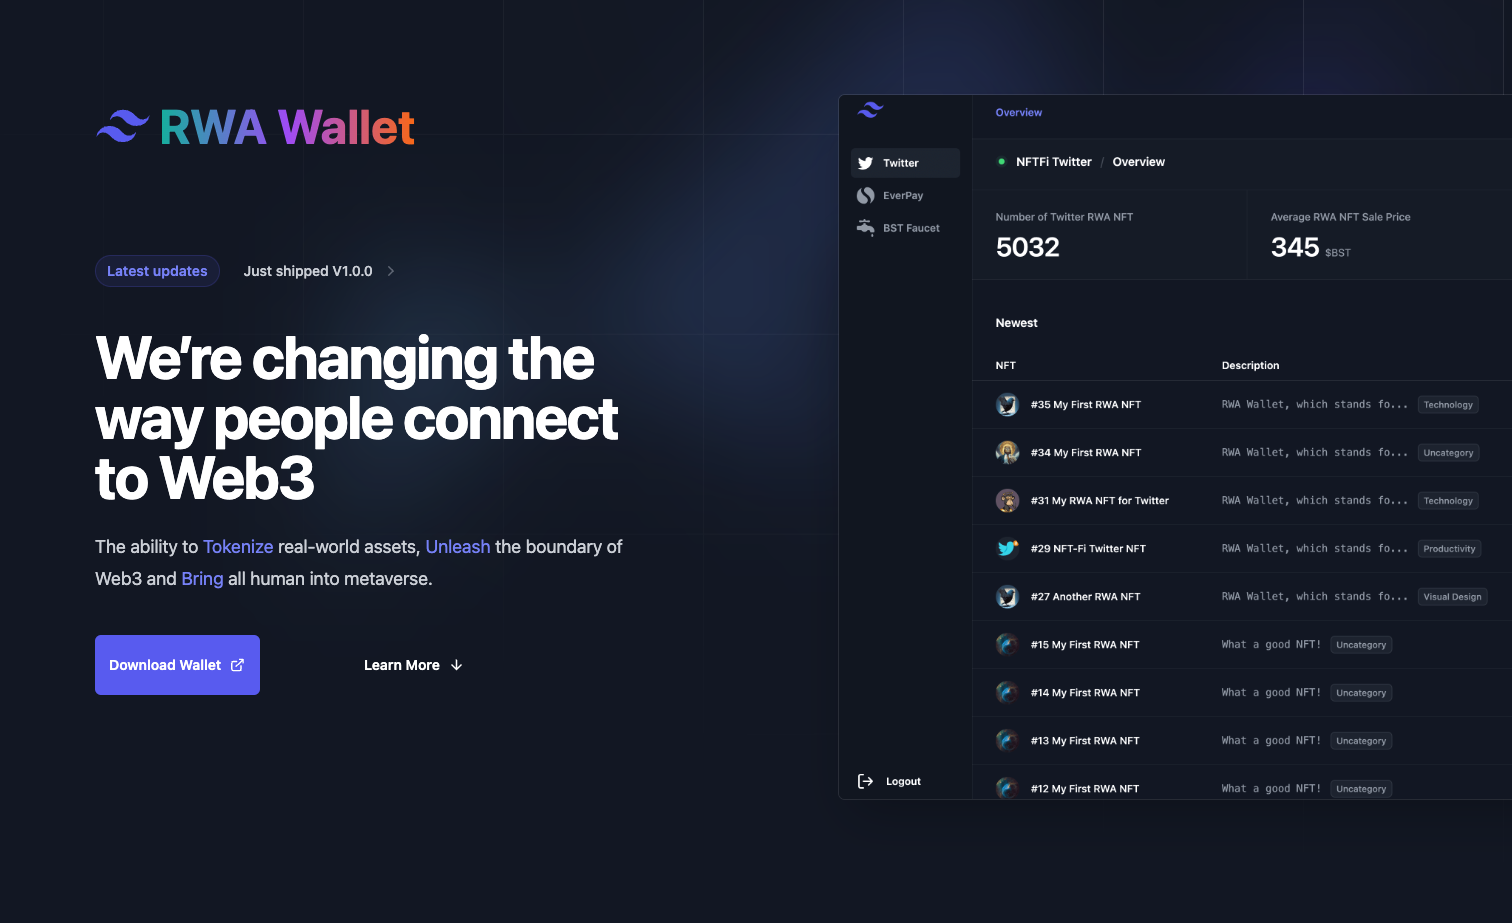 RWA Wallet
Latest updates
Just shipped V1.0.0
We’re changing the
way people connect
to Web3
The ability to Tokenize real-world assets, Unleash the boundary of
Web3 and Bring all human into metaverse.
Download Wallet
Learn More
Twitter
EverPay
BST Faucet
Logout
Overview
NFTFi Twitter / Overview
Number of Twitter RWA NFT
5032
Average RWA NFT Sale Price
345 $BST
Newest
NFT Description
#35 My First RWA NFT RWA Wallet, which stands fo... Technology
#34 My First RWA NFT RWA Wallet, which stands fo... Uncategory
#31 My RWA NFT for Twitter RWA Wallet, which stands fo... Technology
#29 NFT-Fi Twitter NFT RWA Wallet, which stands fo... Productivity
#27 Another RWA NFT RWA Wallet, which stands fo... Visual Design
#15 My First RWA NFT What a good NFT! Uncategory
#14 My First RWA NFT What a good NFT! Uncategory
#13 My First RWA NFT What a good NFT! Uncategory
#12 My First RWA NFT What a good NFT! Uncategory